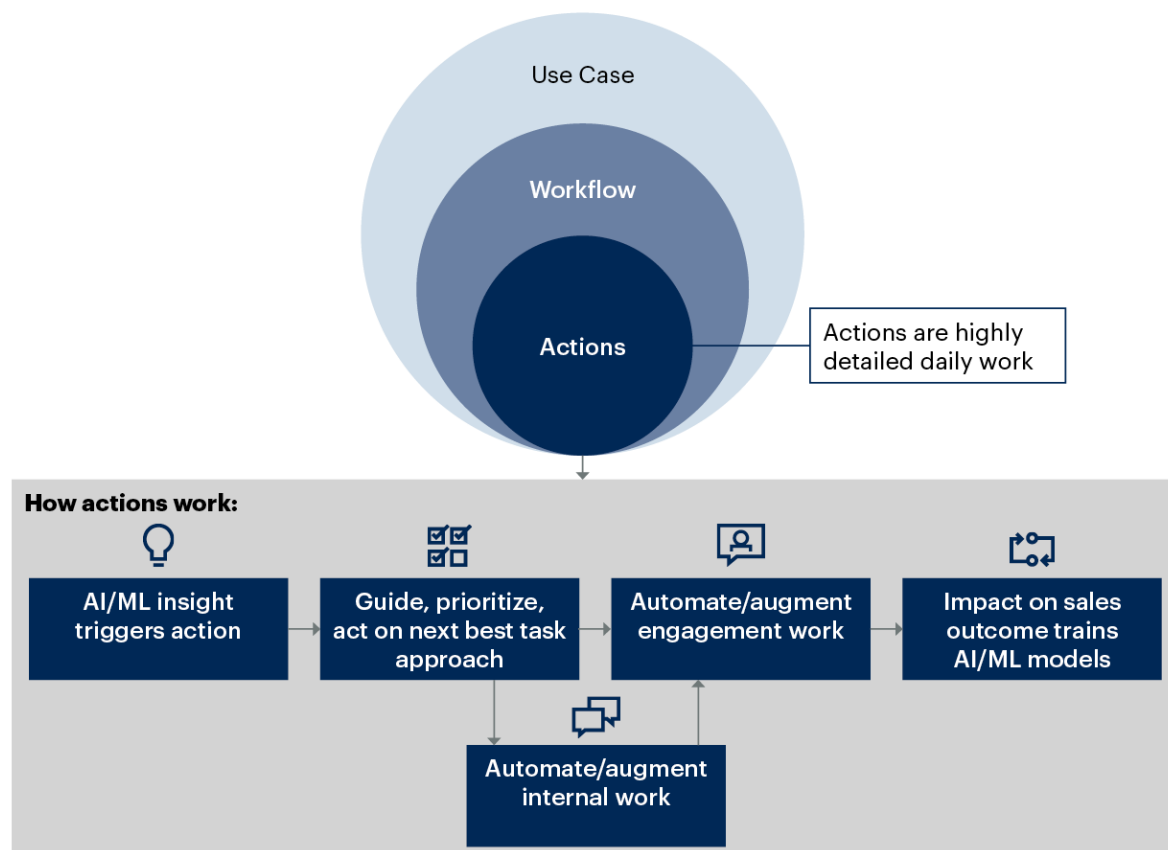 Use Case
Workflow
Actions
Actions are highly
detailed daily work
How actions work:
AI/ML insight
triggers action
Guide, prioritize,
act on next best task
approach
Automate/augment
engagement work
Impact on sales
outcome trains
AI/ML models
Automate/augment
internal work